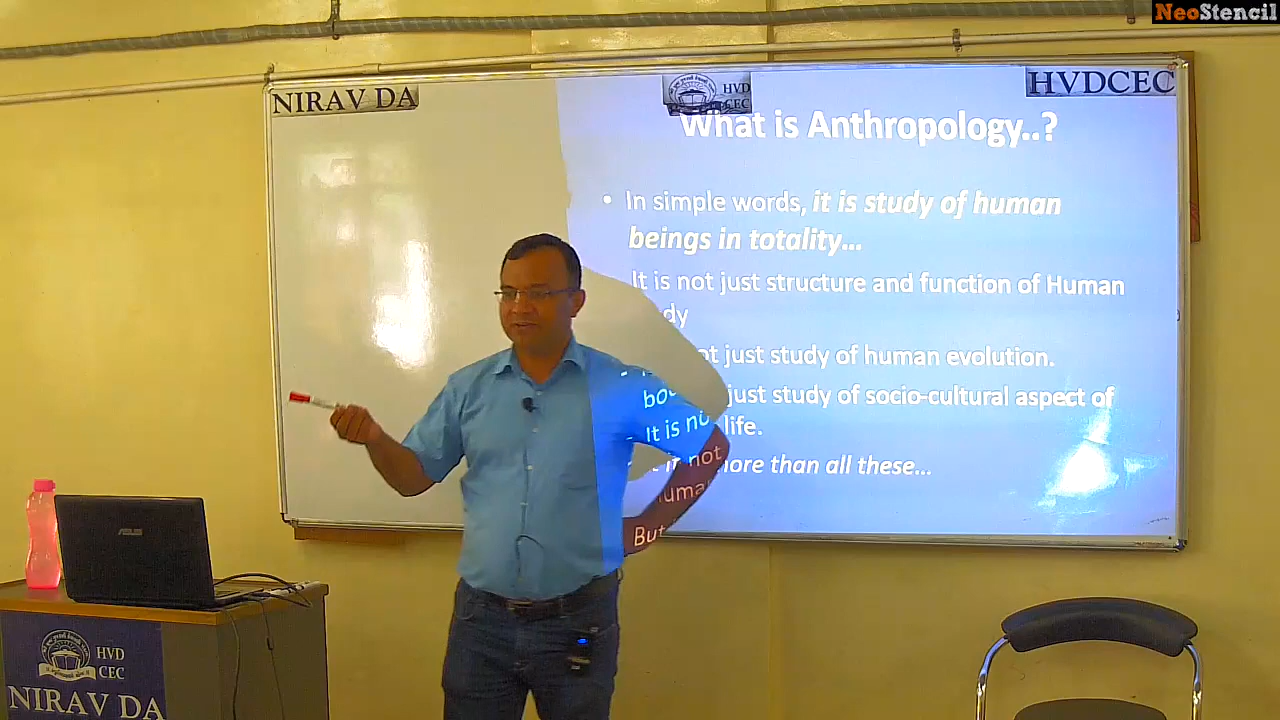 NeoStencil
NIRAV DA
HVD
CEC
HVDCEC
What is Anthropology..?
• In simple words, it is study of human
beings in totality...
It is not just structure and function of Human
dy
ot just study of human evolution.
bo just study of socio-cultural aspect of
It is no life.
not ore than all these...
huma
But
ASUS
HVD
CEC
NIRAV DA